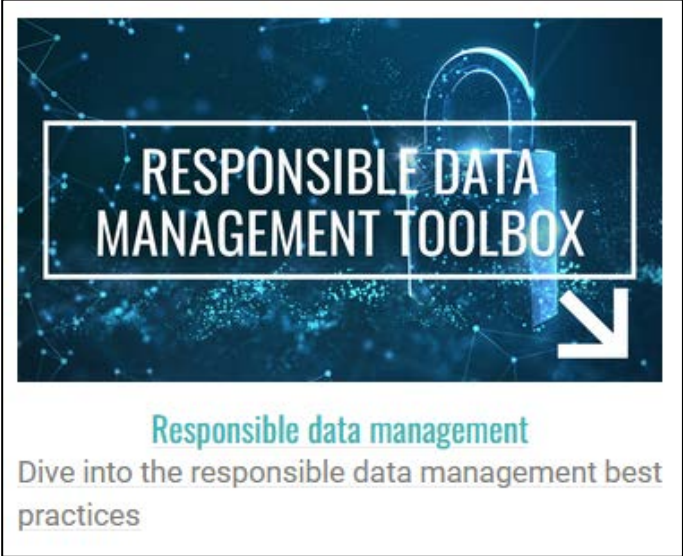 RESPONSIBLE DATA
MANAGEMENT TOOLBOX
Responsible data management
Dive into the responsible data management best
practices